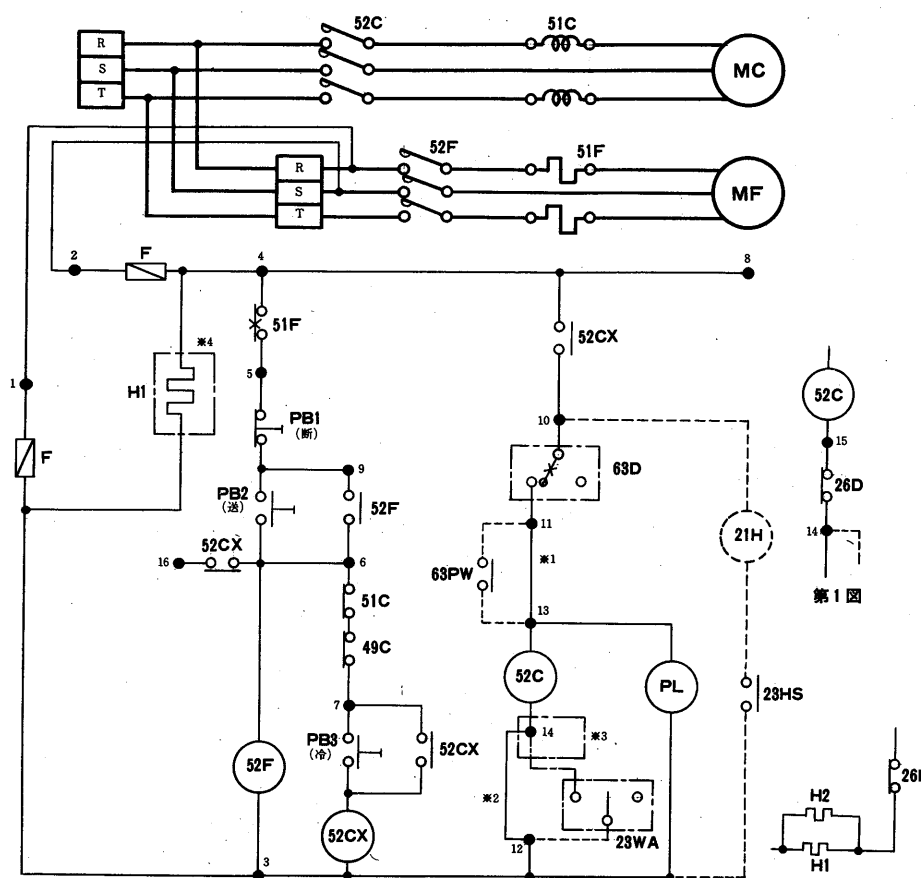 52C
51C
R
S
T
MC
52F
51F
R
S
T
MF
2
F
4
8
※4
51F
52CX
H1
5
1
52C
PB1
(断)
10
15
F
63D
26D
9
PB2
(送)
52F
14
11
21H
52CX
16
6
63PW
※1
第1図
51C
13
49C
52C
PL
23HS
7
14
※3
PB3
(冷)
52CX
52F
※2
26
H2
52CX
12
23WA
H1
3